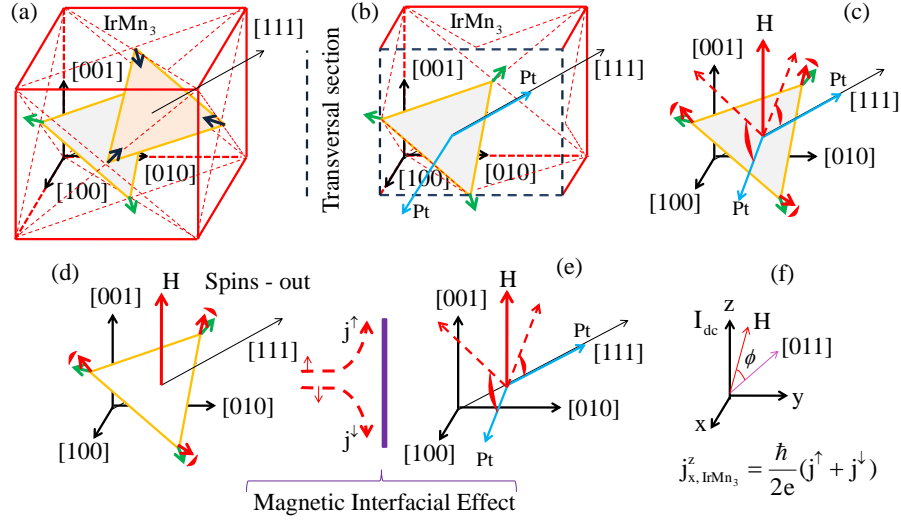 (a)
IrMn₃
[111]
[001]
[010]
[100]
Transversal section
(b)
IrMn₃
[001]
Pt
[111]
[100]
[010]
Pt
(c)
H
[001]
Pt
[111]
[010]
[100]
Pt
(d)
H
Spins - out
[001]
[111]
[010]
[100]
j↑
j↓
Magnetic Interfacial Effect
(e)
H
[001]
Pt
[111]
[010]
[100]
Pt
(f)
z
I_dc
H
[011]
ϕ
y
x
j^z_{x, IrMn₃} = ℏ/2e (j↑ + j↓)